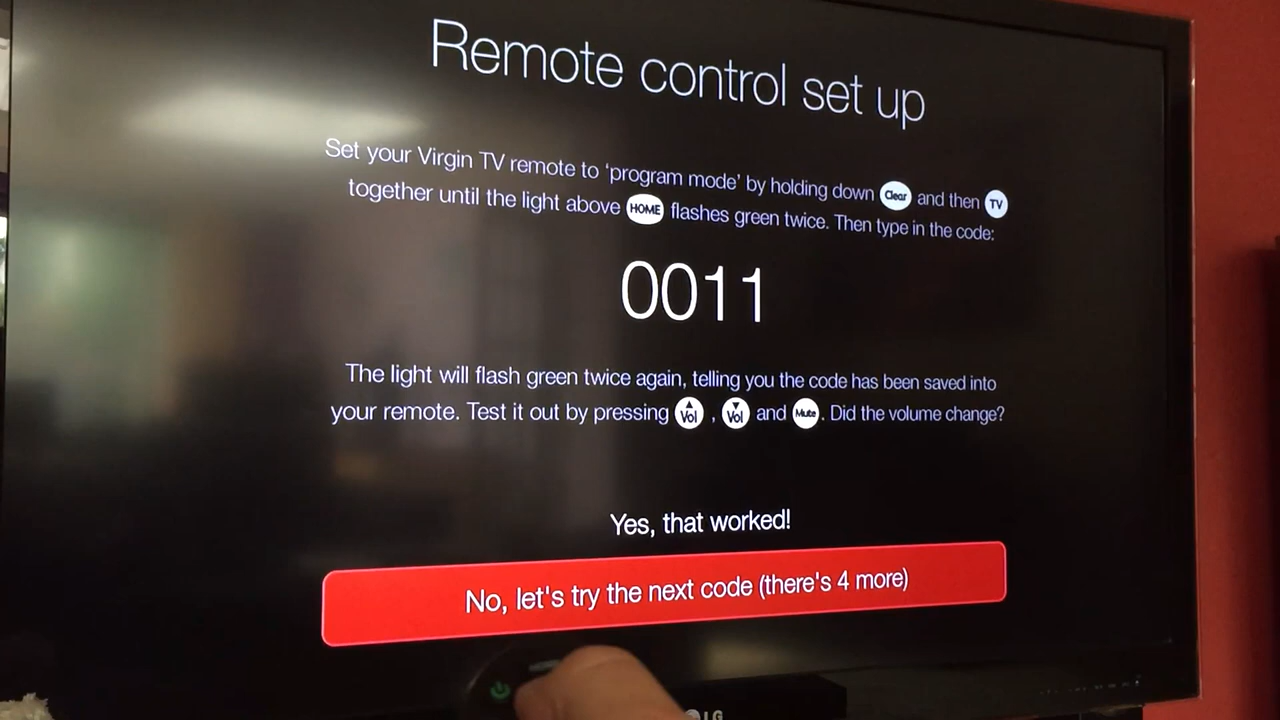 Remote control set up
Set your Virgin TV remote to 'program mode' by holding down Clear and then TV
together until the light above HOME flashes green twice. Then type in the code:
0011
The light will flash green twice again, telling you the code has been saved into
your remote. Test it out by pressing Vol , Vol and Mute. Did the volume change?
Yes, that worked!
No, let's try the next code (there's 4 more)
LG